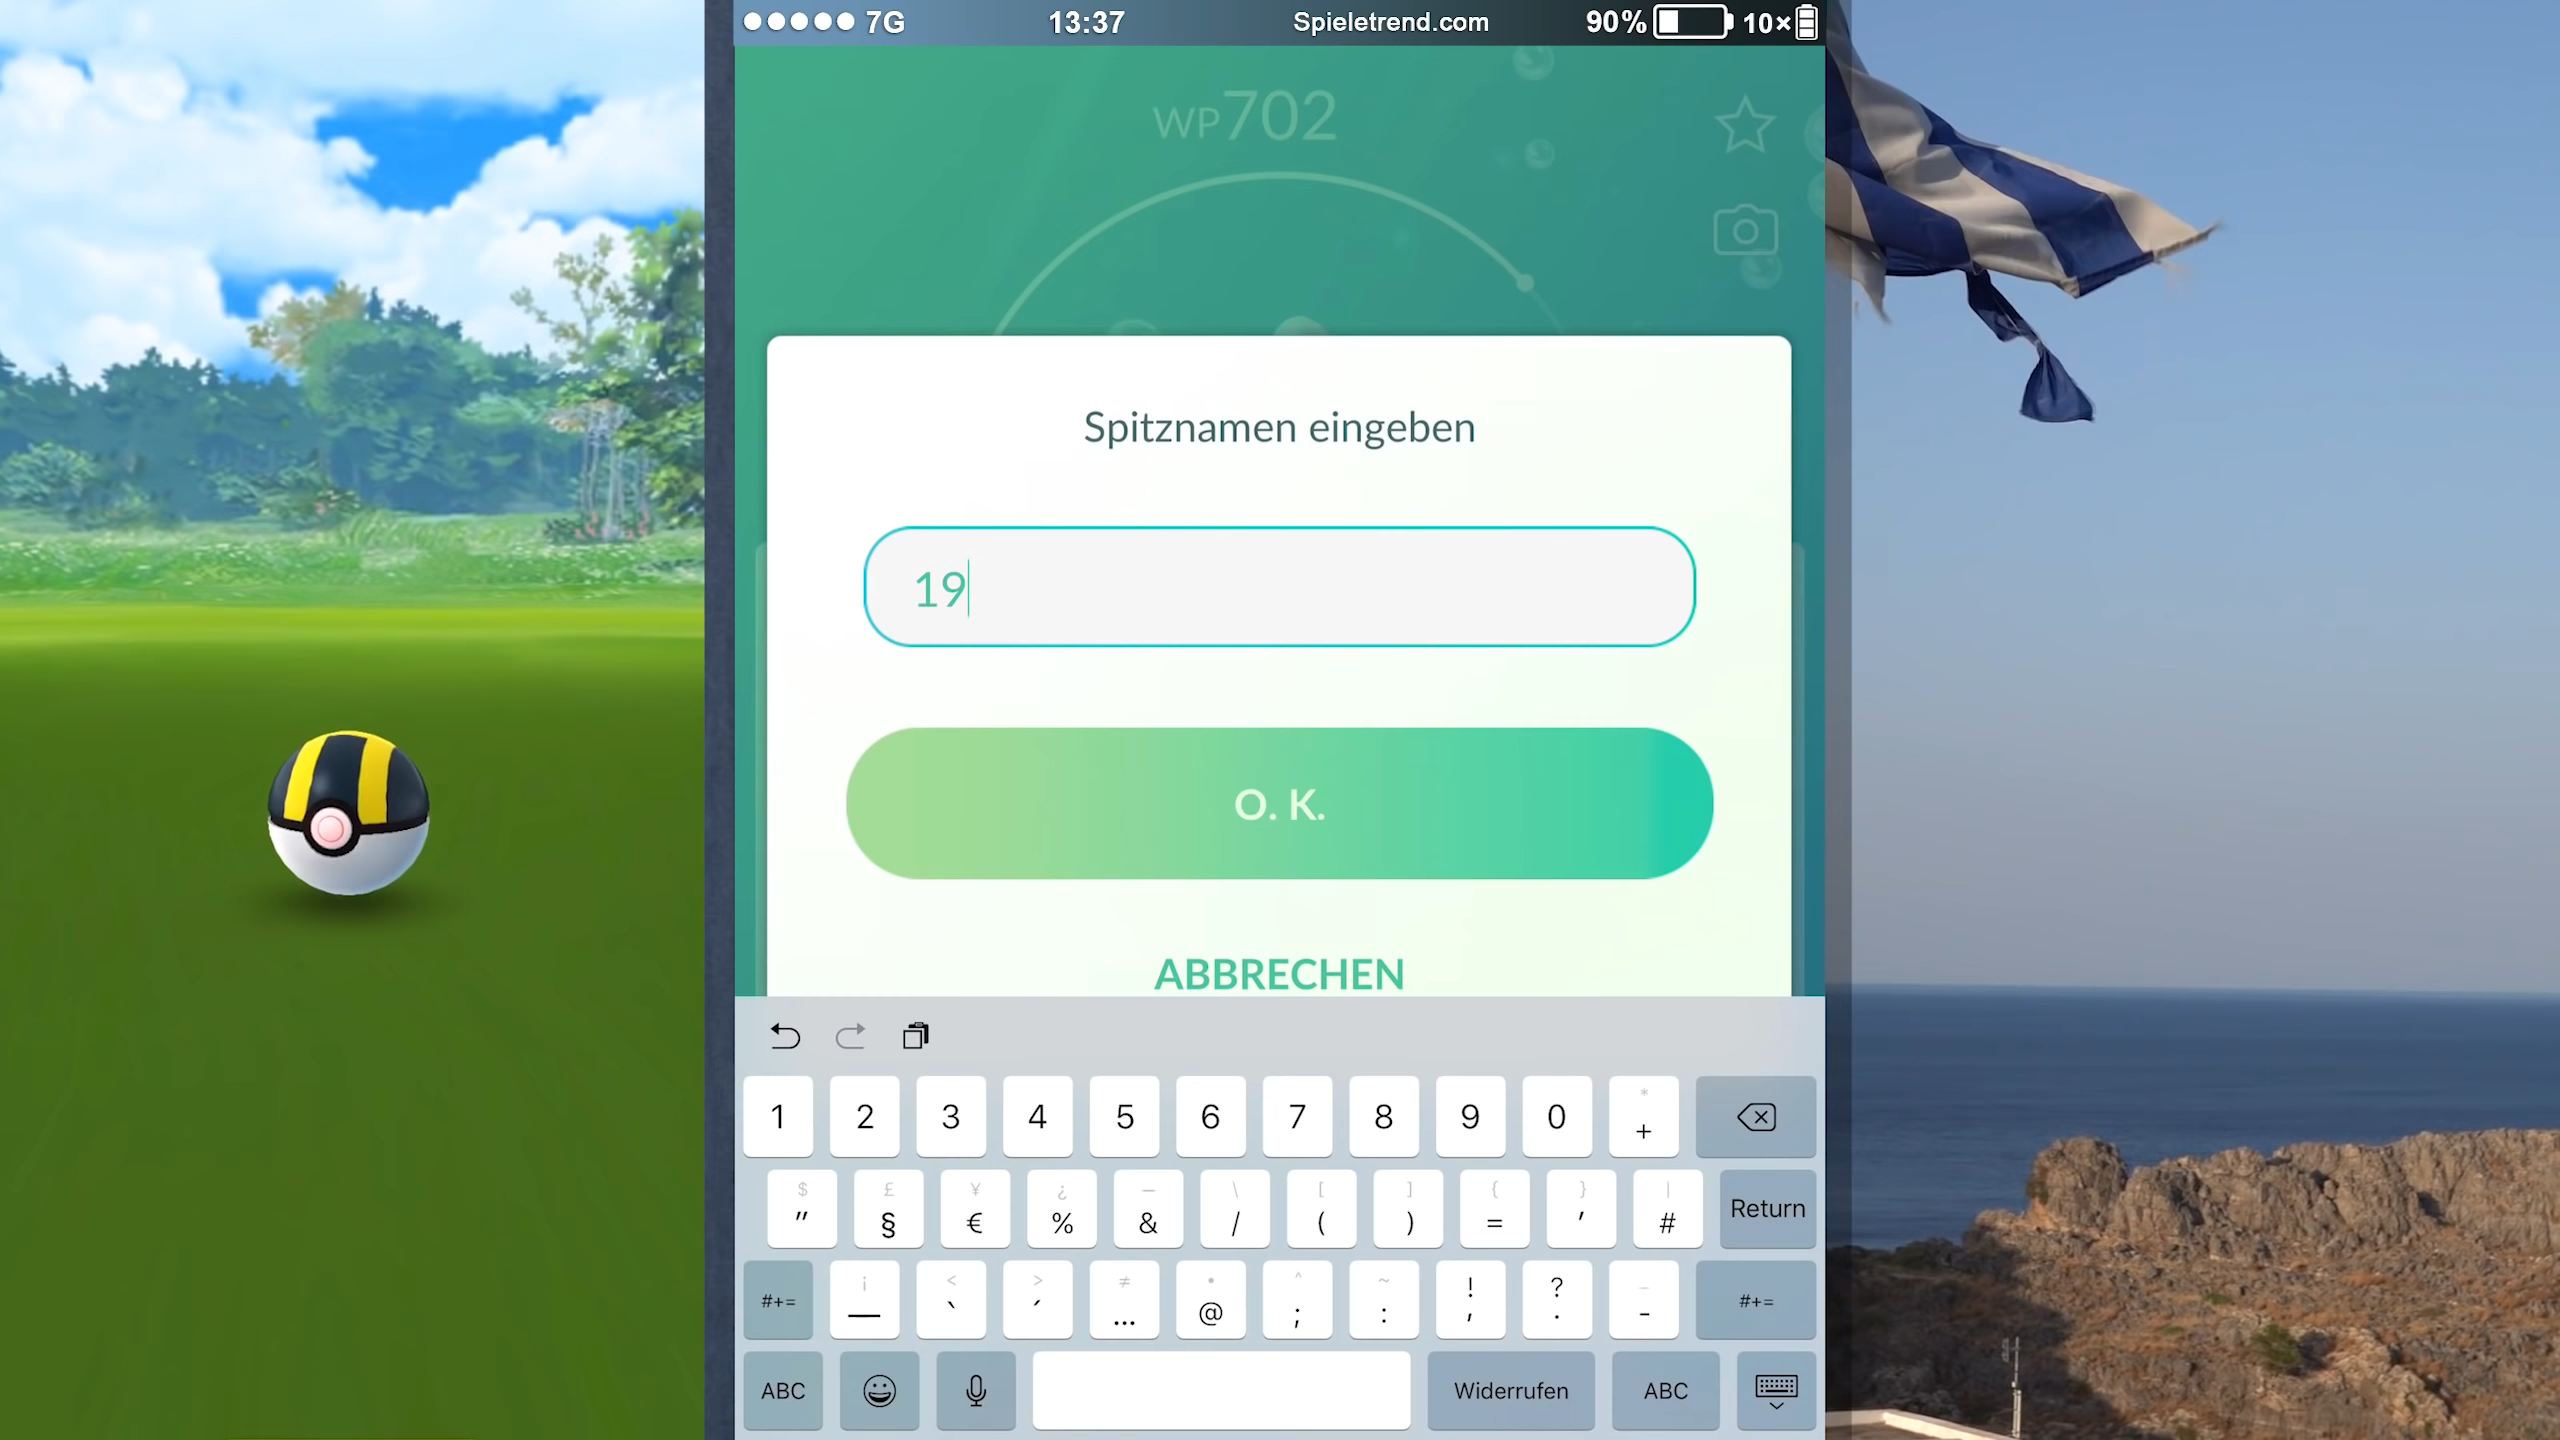 7G 13:37 Spieletrend.com 90% 10×
WP702
Spitznamen eingeben
19
O. K.
ABBRECHEN
1 2 3 4 5 6 7 8 9 0 * +
$ £ ¥ ¿ — \ [ ] { } |
" § € % & / ( ) = ' # Return
¡ < > ≠ • ^ ~ ! ? _
#+= — ` ´ ... @ ; : , . - #+=
ABC Widerrufen ABC